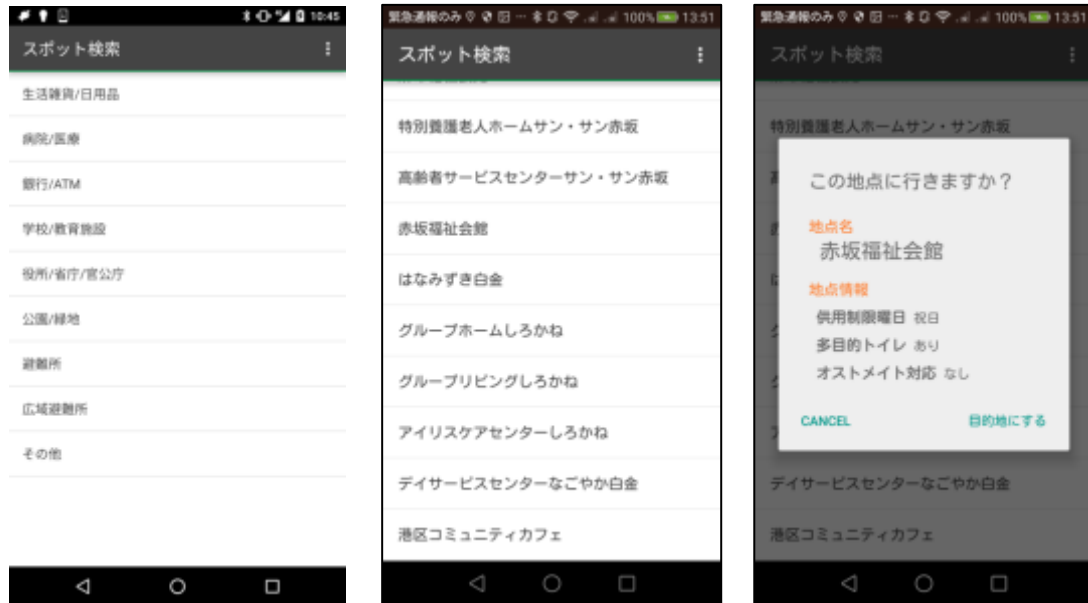 10:45
スポット検索
生活雑貨/日用品
病院/医療
銀行/ATM
学校/教育施設
役所/省庁/官公庁
公園/緑地
避難所
広域避難所
その他
緊急通報のみ 100% 13:51
スポット検索
特別養護老人ホームサン・サン赤坂
高齢者サービスセンターサン・サン赤坂
赤坂福祉会館
はなみずき白金
グループホームしろかね
グループリビングしろかね
アイリスケアセンターしろかね
デイサービスセンターなごやか白金
港区コミュニティカフェ
緊急通報のみ 100% 13:51
スポット検索
特別養護老人ホームサン・サン赤坂
この地点に行きますか？
地点名
赤坂福祉会館
地点情報
供用制限曜日 祝日
多目的トイレ あり
オストメイト対応 なし
CANCEL 目的地にする
デイサービスセンターなごやか白金
港区コミュニティカフェ